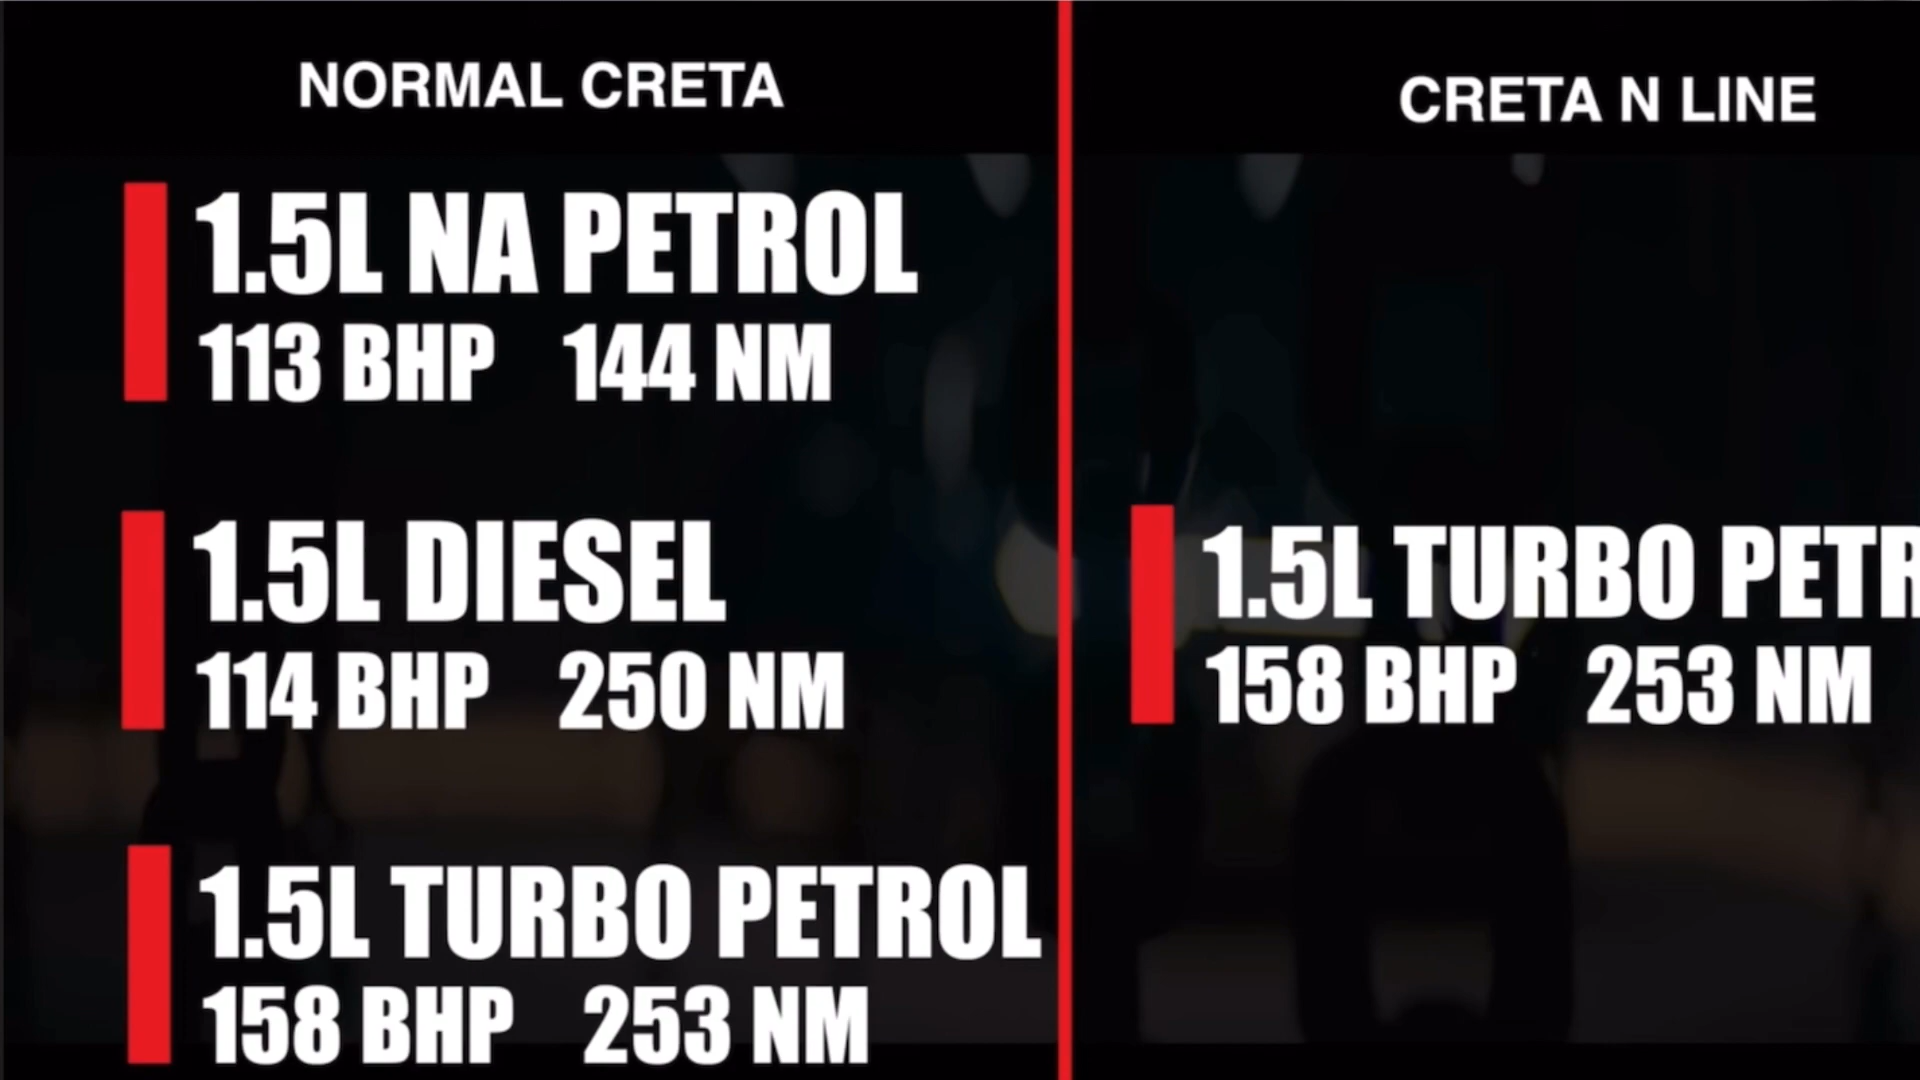 NORMAL CRETA
1.5L NA PETROL
113 BHP 144 NM
1.5L DIESEL
114 BHP 250 NM
1.5L TURBO PETROL
158 BHP 253 NM
CRETA N LINE
1.5L TURBO PETR
158 BHP 253 NM